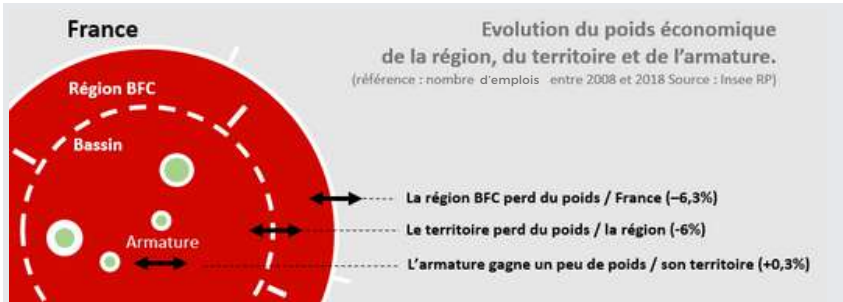 France
Evolution du poids économique
de la région, du territoire et de l'armature.
(référence : nombre d'emplois entre 2008 et 2018 Source : Insee RP)
Région BFC
Bassin
Armature
La région BFC perd du poids / France (–6,3%)
Le territoire perd du poids / la région (-6%)
L'armature gagne un peu de poids / son territoire (+0,3%)